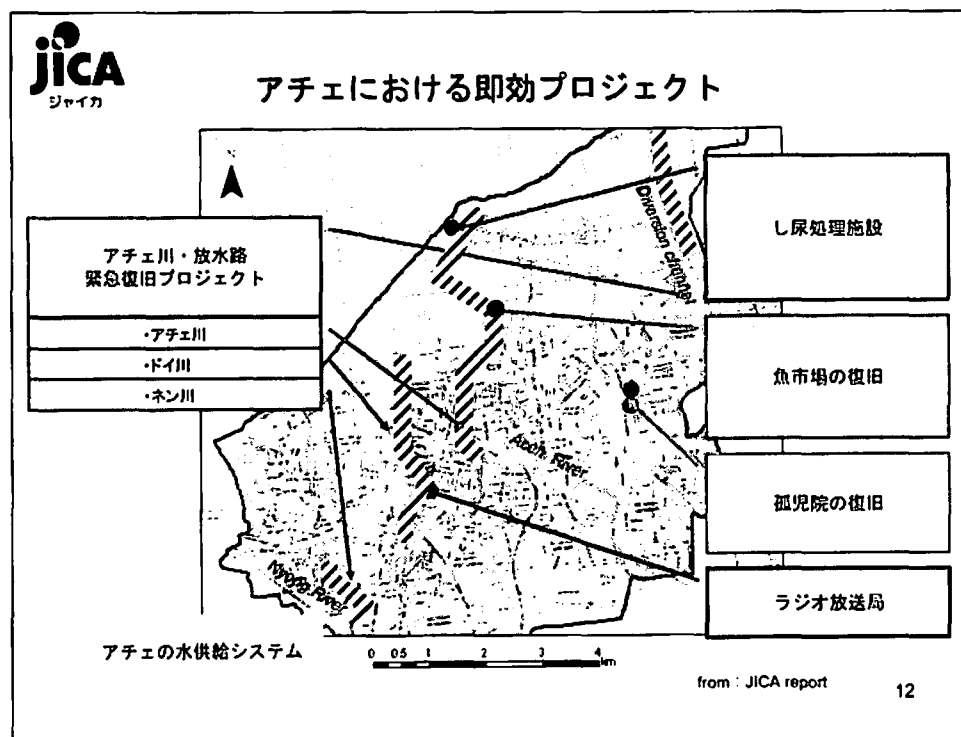 JICA
ジャイカ
アチェにおける即効プロジェクト
N
アチェ川・放水路
緊急復旧プロジェクト
・アチェ川
・ドイ川
・ネン川
Diversion channel
Aceh River
River
し尿処理施設
魚市場の復旧
孤児院の復旧
ラジオ放送局
アチェの水供給システム
0 0.5 1 2 3 4
km
from : JICA report
12